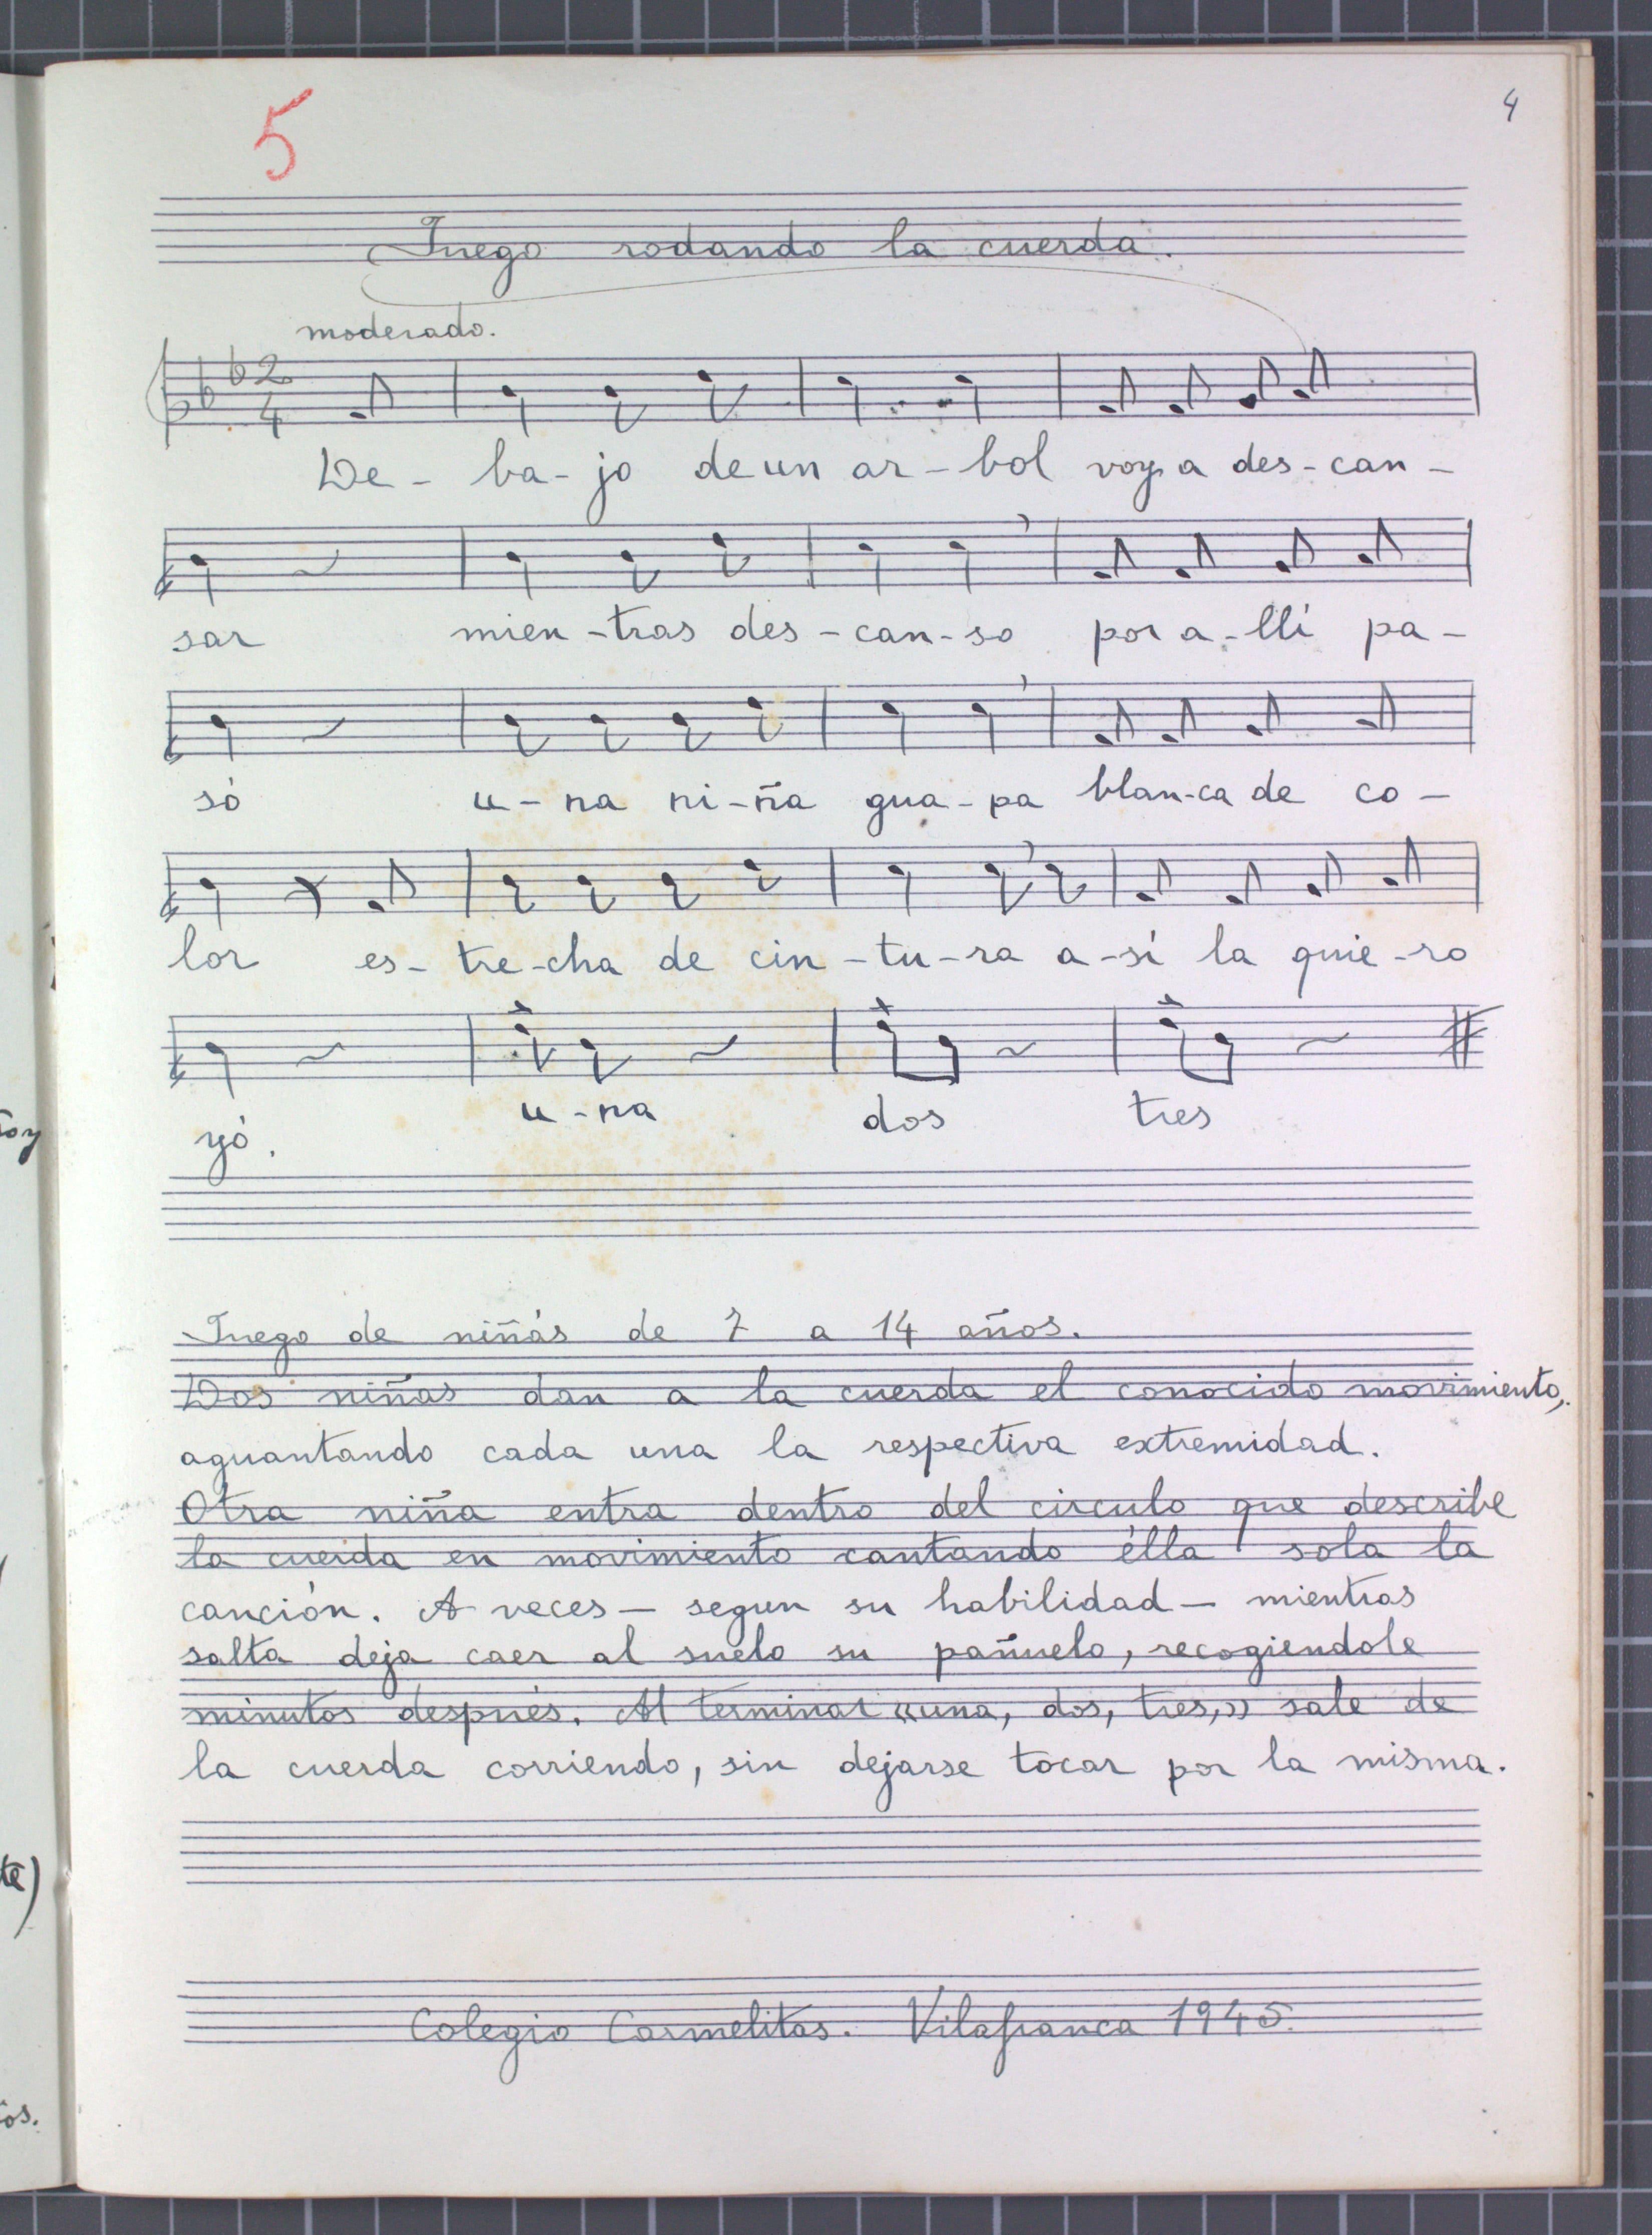 5
4
Juego rodando la cuerda.
moderado.
2
4
De - ba - jo de un ar - bol voy a des - can -
sar mien - tras des - can - so por a - llí pa -
só u - na ni - ña gua - pa blan - ca de co -
lor es - tre - cha de cin - tu - ra a - sí la quie - ro
yó. u - na dos tres
Juego de niñás de 7 a 14 años.
Dos niñas dan a la cuerda el conocido movimiento,
aguantando cada una la respectiva extremidad.
Otra niña entra dentro del circulo que describe
la cuerda en movimiento cantando élla sola la
canción. A veces — segun su habilidad — mientras
salta deja caer al suelo su pañuelo, recogiendole
minutos después. Al terminar «una, dos, tres,» sale de
la cuerda corriendo, sin dejarse tocar por la misma.
Colegio Carmelitas. Vilafranca 1945.